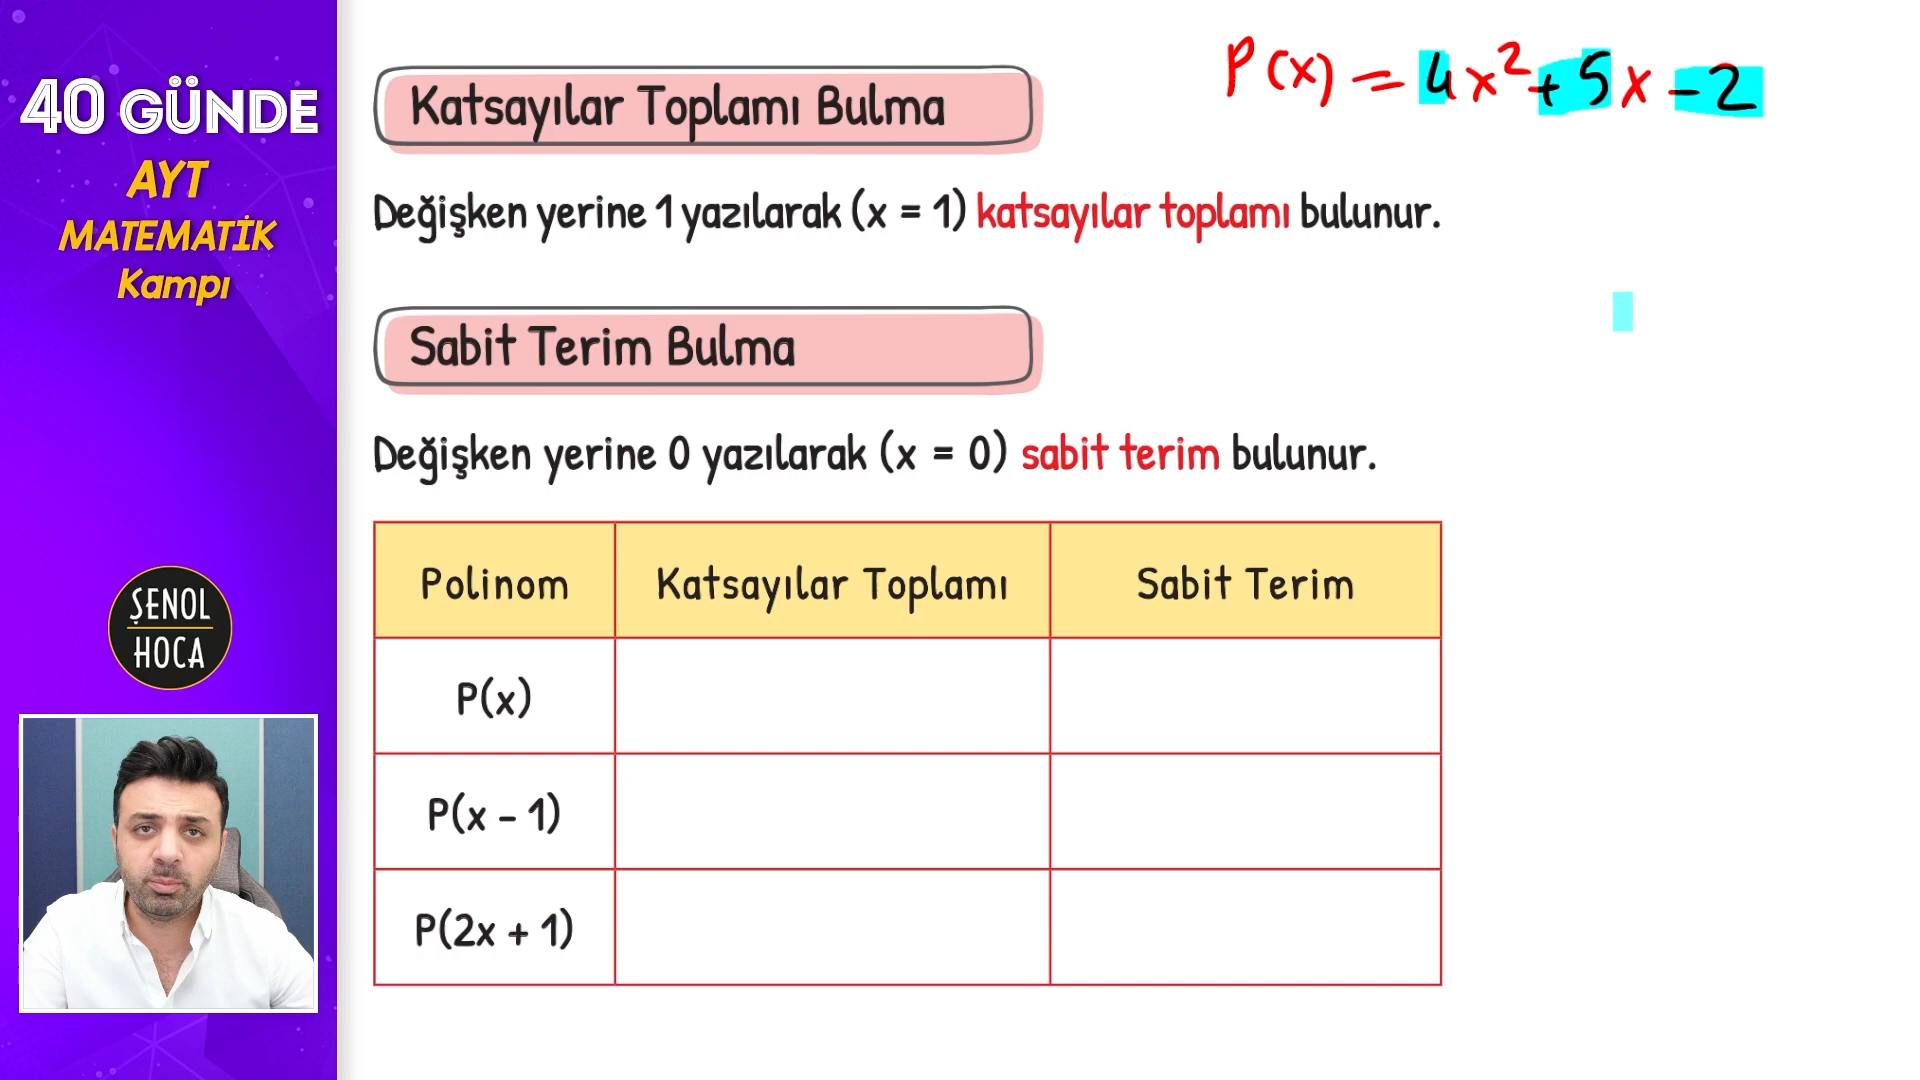 40 GÜNDE
AYT
MATEMATİK
Kampı
ŞENOL
HOCA
P(x) = 4x²+5x-2
Katsayılar Toplamı Bulma
Değişken yerine 1 yazılarak (x = 1) katsayılar toplamı bulunur.
Sabit Terim Bulma
Değişken yerine 0 yazılarak (x = 0) sabit terim bulunur.
Polinom Katsayılar Toplamı Sabit Terim
P(x)
P(x – 1)
P(2x + 1)